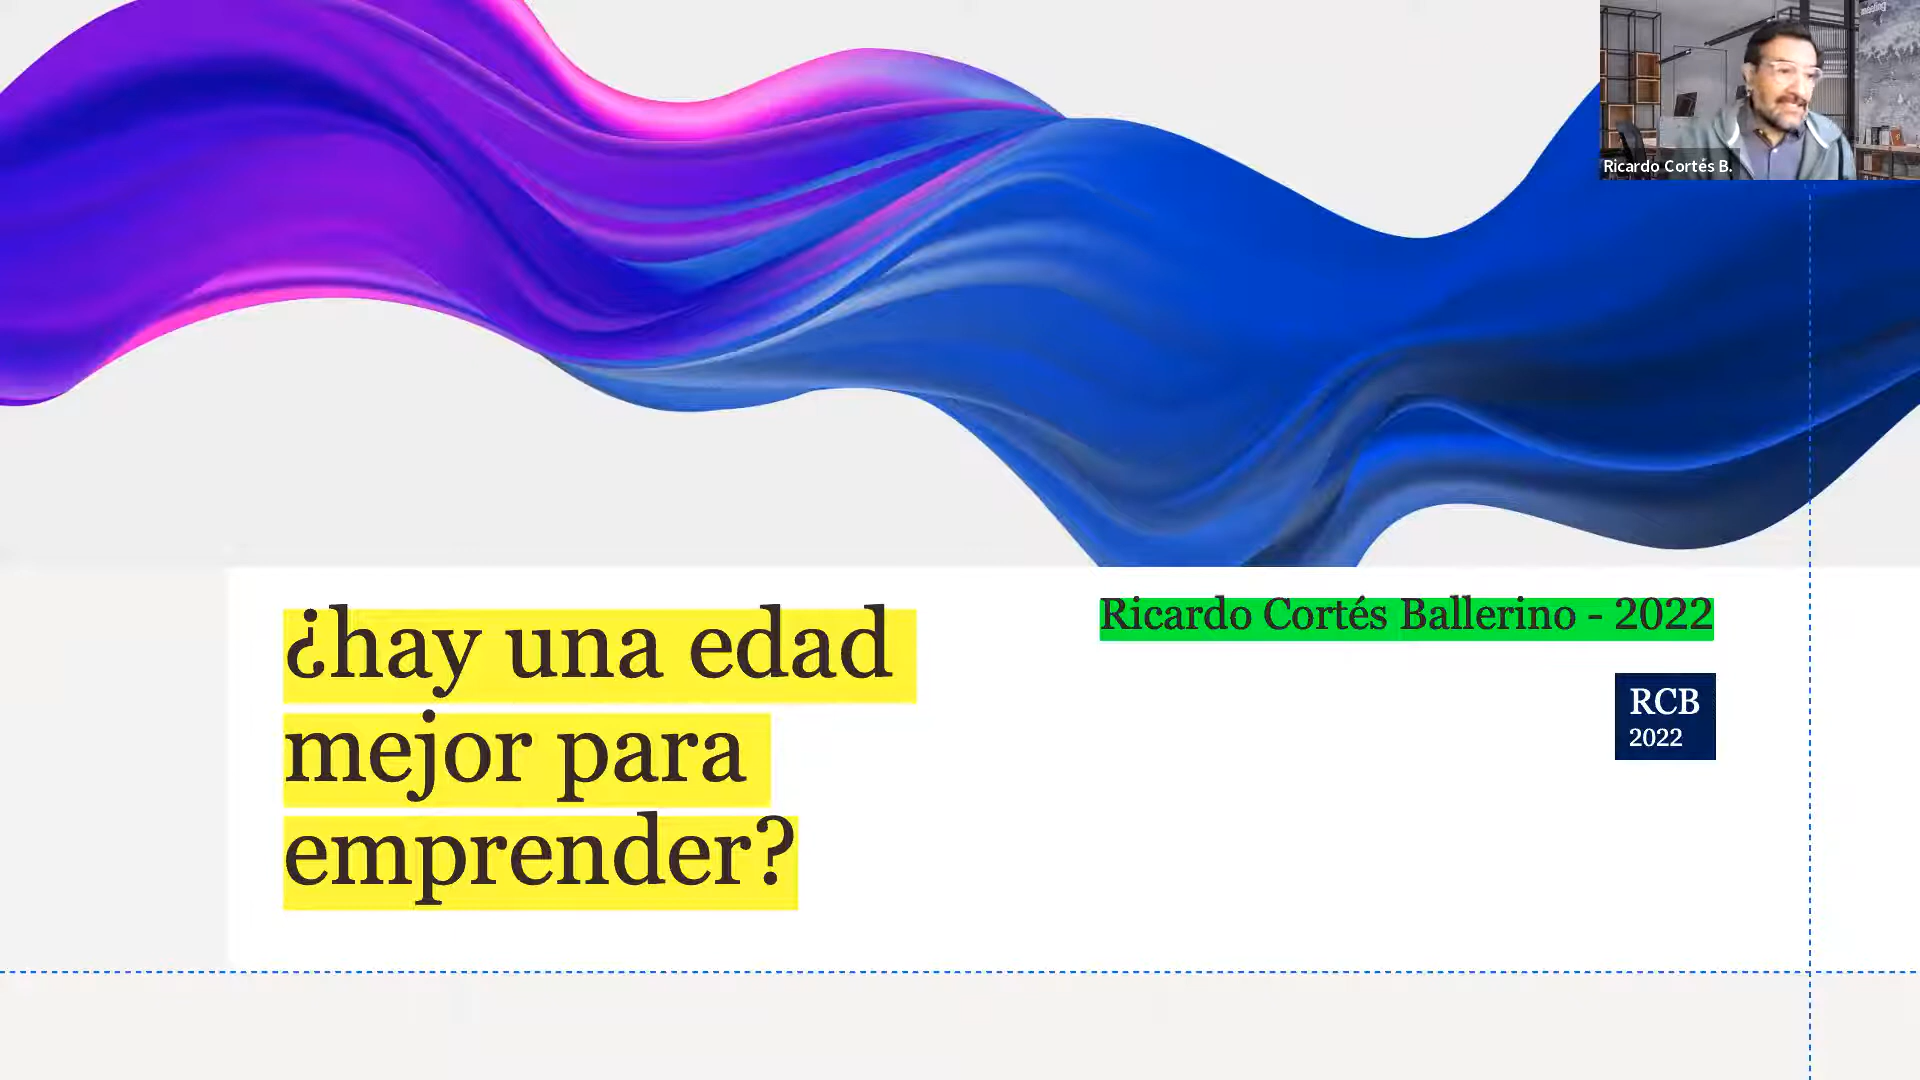 Ricardo Cortés B.
¿hay una edad
mejor para
emprender?
Ricardo Cortés Ballerino - 2022
RCB
2022